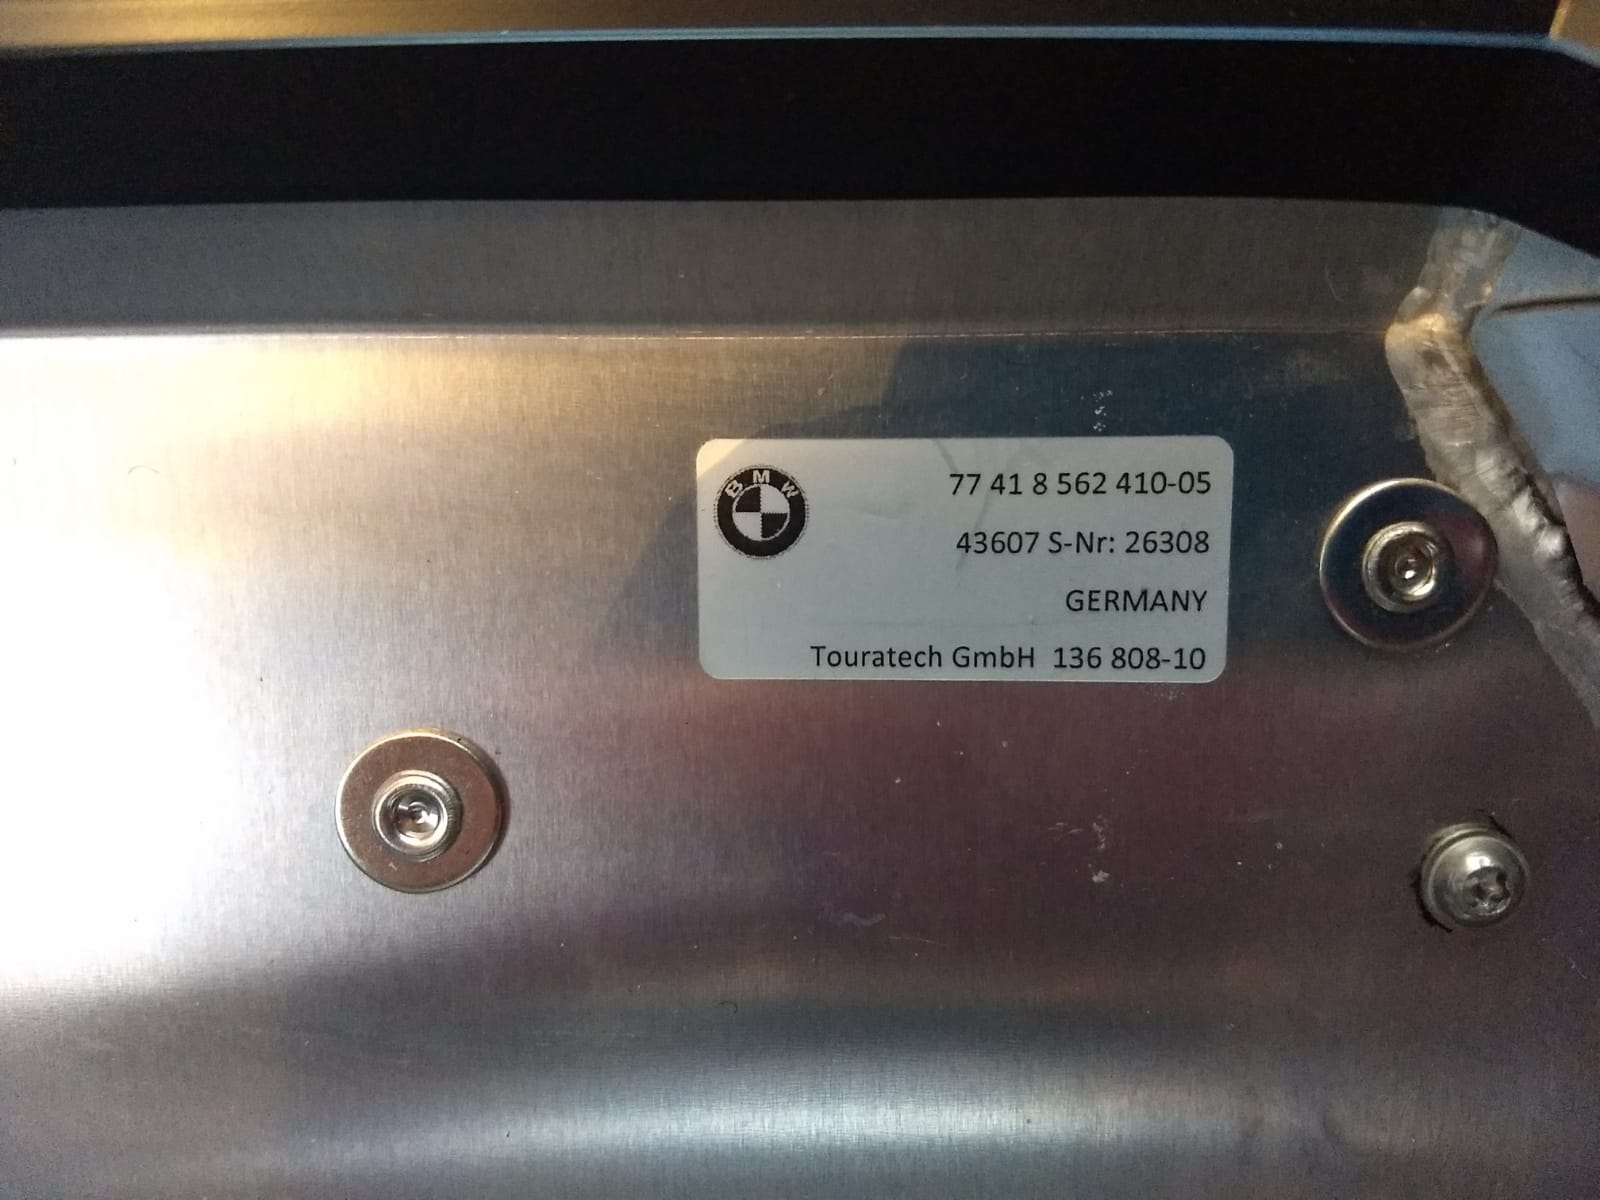 BMW
77 41 8 562 410-05
43607 S-Nr: 26308
GERMANY
Touratech GmbH 136 808-10